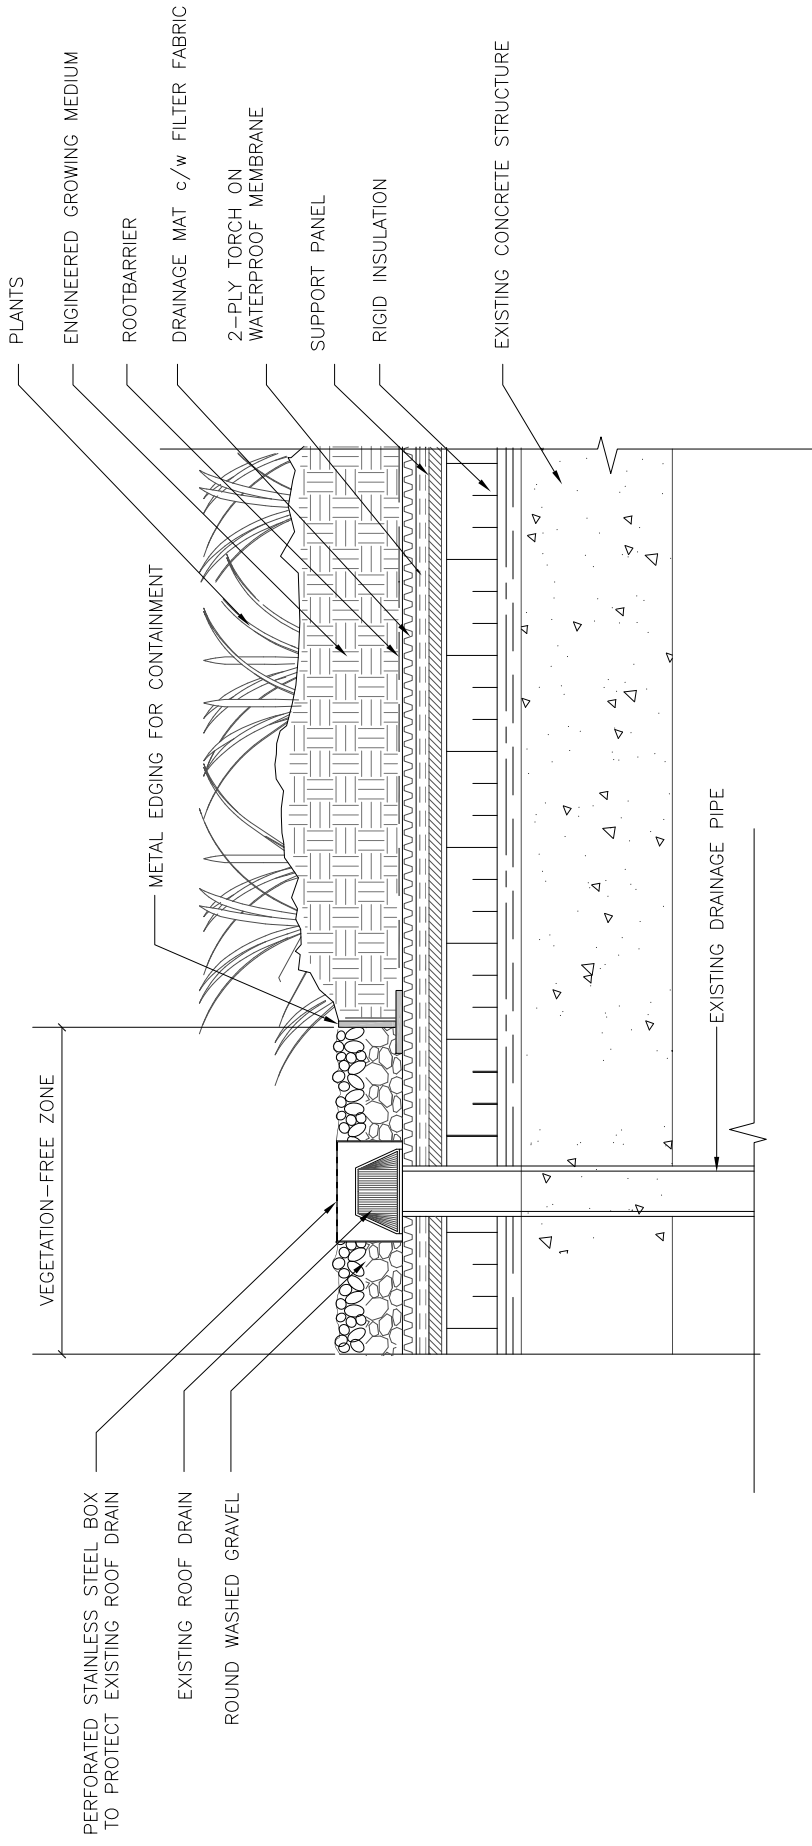 PLANTS
ENGINEERED GROWING MEDIUM
ROOTBARRIER
DRAINAGE MAT c/w FILTER FABRIC
2-PLY TORCH ON
WATERPROOF MEMBRANE
SUPPORT PANEL
RIGID INSULATION
EXISTING CONCRETE STRUCTURE
METAL EDGING FOR CONTAINMENT
EXISTING DRAINAGE PIPE
VEGETATION-FREE ZONE
PERFORATED STAINLESS STEEL BOX
TO PROTECT EXISTING ROOF DRAIN
EXISTING ROOF DRAIN
ROUND WASHED GRAVEL